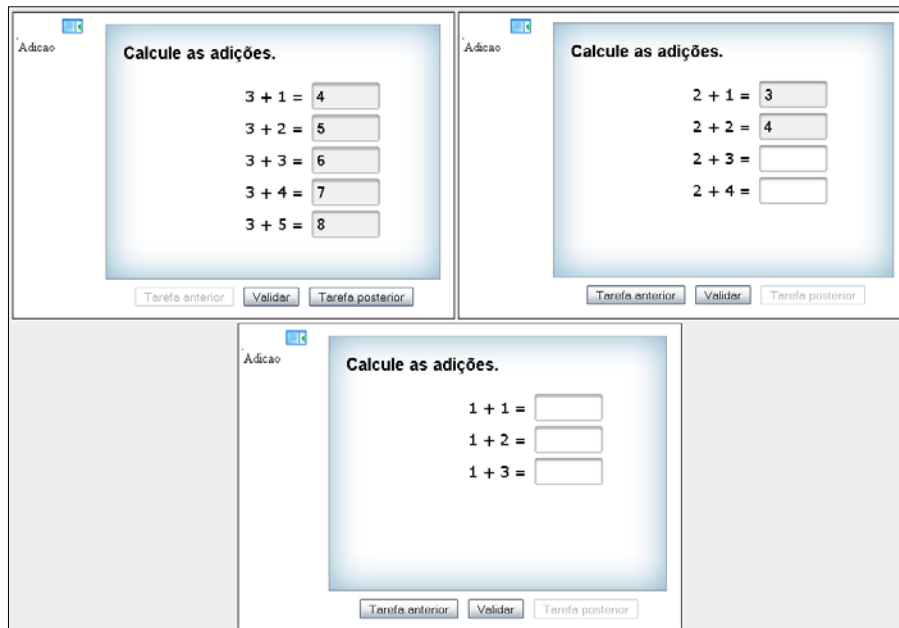 Adicao
Calcule as adições.
3 + 1 = 4
3 + 2 = 5
3 + 3 = 6
3 + 4 = 7
3 + 5 = 8
Tarefa anterior Validar Tarefa posterior
Adicao
Calcule as adições.
2 + 1 = 3
2 + 2 = 4
2 + 3 =
2 + 4 =
Tarefa anterior Validar Tarefa posterior
Adicao
Calcule as adições.
1 + 1 =
1 + 2 =
1 + 3 =
Tarefa anterior Validar Tarefa posterior